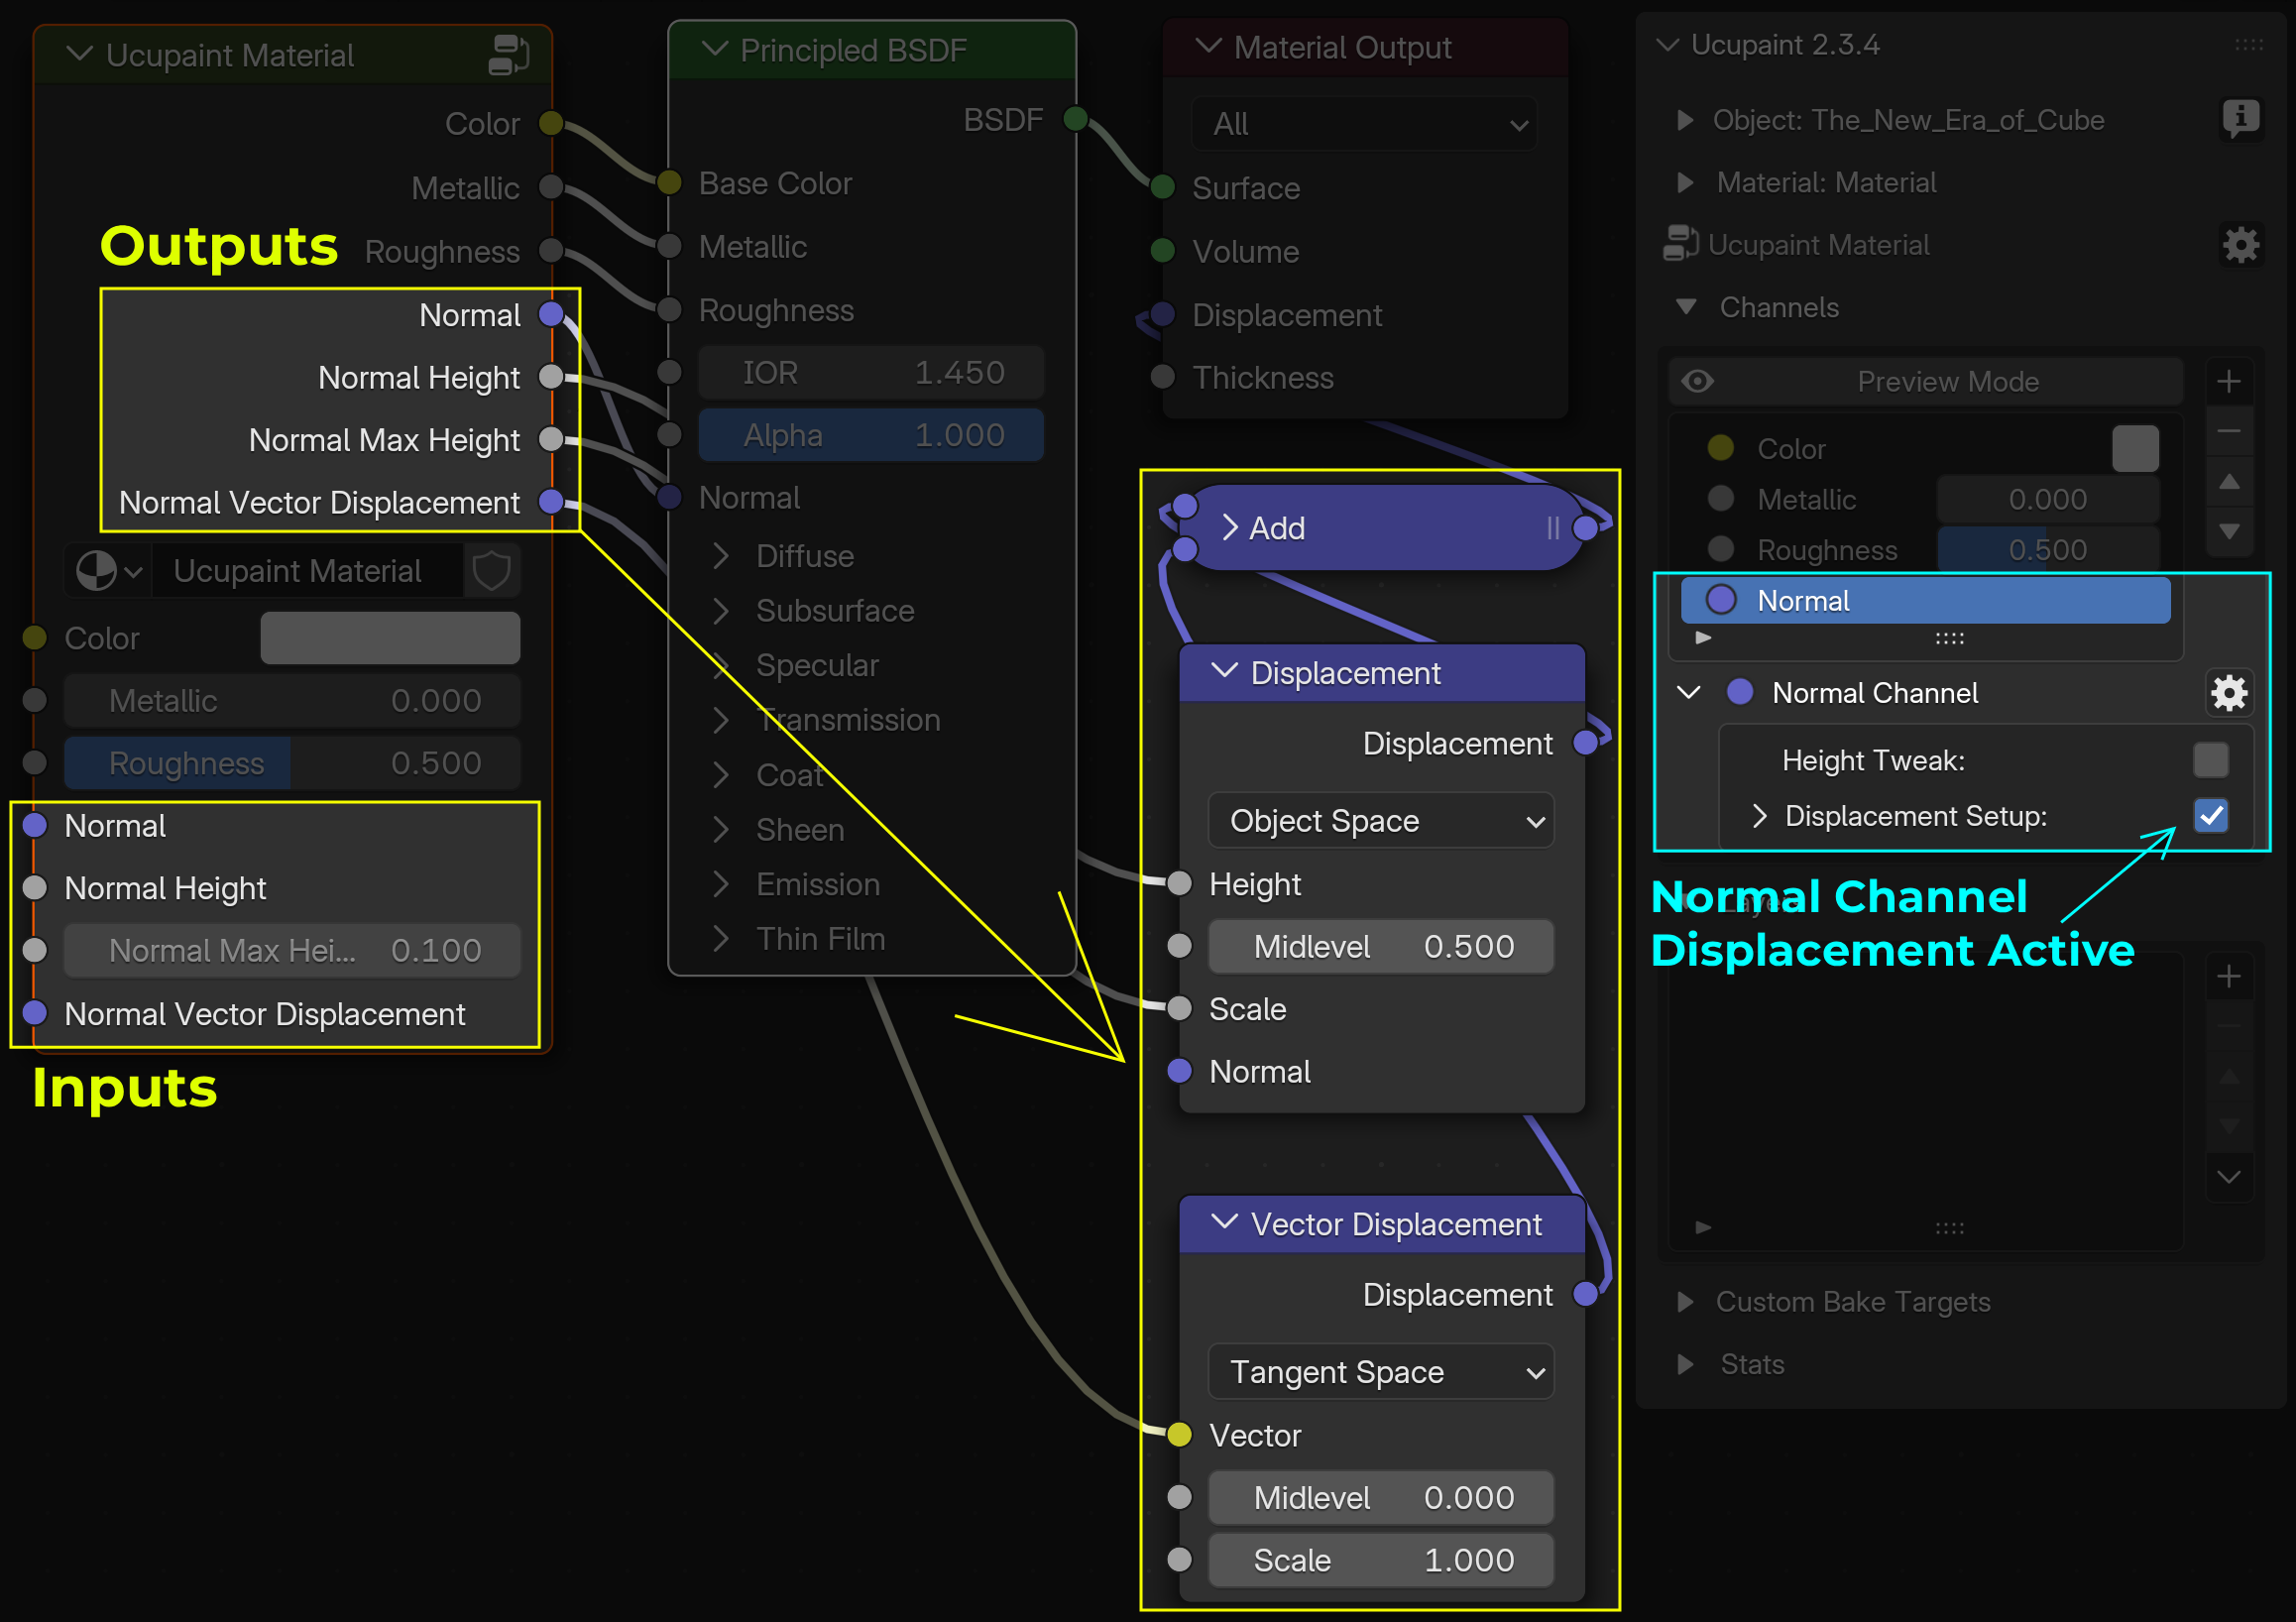 Ucupaint Material
Color
Metallic
Outputs
Roughness
Normal
Normal Height
Normal Max Height
Normal Vector Displacement
Ucupaint Material
Color
Metallic 0.000
Roughness 0.500
Normal
Normal Height
Normal Max Hei... 0.100
Normal Vector Displacement
Inputs
Principled BSDF
BSDF
Base Color
Metallic
Roughness
IOR 1.450
Alpha 1.000
Normal
Diffuse
Subsurface
Specular
Transmission
Coat
Sheen
Emission
Thin Film
Material Output
All
Surface
Volume
Displacement
Thickness
Add
Displacement
Displacement
Object Space
Height
Midlevel 0.500
Scale
Normal
Vector Displacement
Displacement
Tangent Space
Vector
Midlevel 0.000
Scale 1.000
Ucupaint 2.3.4
Object: The_New_Era_of_Cube
Material: Material
Ucupaint Material
Channels
Preview Mode
Color
Metallic 0.000
Roughness 0.500
Normal
Normal Channel
Height Tweak:
Displacement Setup:
Normal Channel
Displacement Active
Custom Bake Targets
Stats